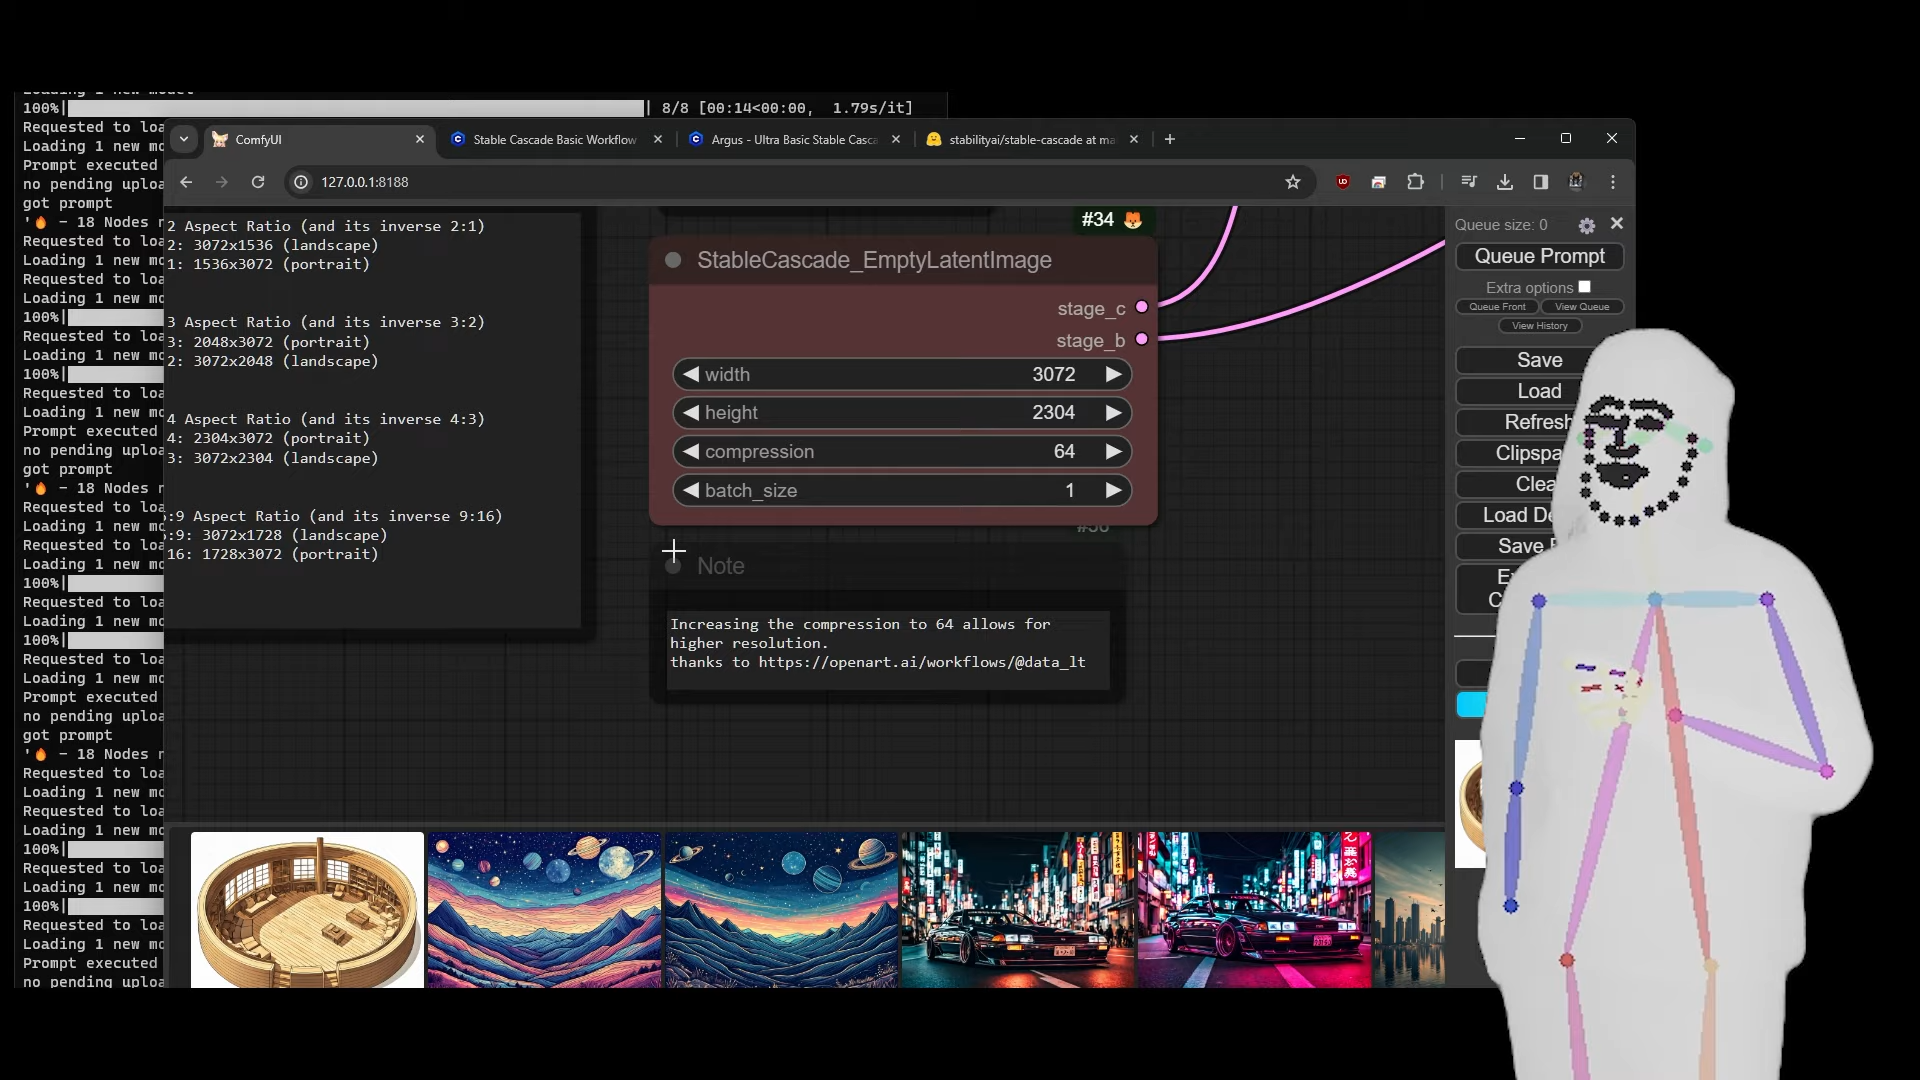 100%| 8/8 [00:14<00:00, 1.79s/it]
Requested to loa
Loading 1 new mo
Prompt executed
no pending uploa
got prompt
'🔥 - 18 Nodes n
Requested to loa
Loading 1 new mo
Requested to loa
Loading 1 new mo
100%|
Requested to loa
Loading 1 new mo
100%|
Requested to loa
Loading 1 new mo
Prompt executed
no pending uploa
got prompt
'🔥 - 18 Nodes n
Requested to loa
Loading 1 new mo
Requested to loa
Loading 1 new mo
100%|
Requested to loa
Loading 1 new mo
100%|
Requested to loa
Loading 1 new mo
Prompt executed
no pending uploa
got prompt
'🔥 - 18 Nodes n
Requested to loa
Loading 1 new mo
Requested to loa
Loading 1 new mo
100%|
Requested to loa
Loading 1 new mo
100%|
Requested to loa
Loading 1 new mo
Prompt executed
no pending uploa
ComfyUI
Stable Cascade Basic Workflow
Argus - Ultra Basic Stable Casca
stabilityai/stable-cascade at ma
127.0.0.1:8188
2 Aspect Ratio (and its inverse 2:1)
2: 3072x1536 (landscape)
1: 1536x3072 (portrait)
3 Aspect Ratio (and its inverse 3:2)
3: 2048x3072 (portrait)
2: 3072x2048 (landscape)
4 Aspect Ratio (and its inverse 4:3)
4: 2304x3072 (portrait)
3: 3072x2304 (landscape)
:9 Aspect Ratio (and its inverse 9:16)
:9: 3072x1728 (landscape)
16: 1728x3072 (portrait)
#34 🦊
StableCascade_EmptyLatentImage
stage_c
stage_b
width 3072
height 2304
compression 64
batch_size 1
Note
Increasing the compression to 64 allows for
higher resolution.
thanks to https://openart.ai/workflows/@data_lt
Queue size: 0
Queue Prompt
Extra options
Queue Front View Queue
View History
Save
Load
Refresh
Clipspa
Clea
Load De
Save